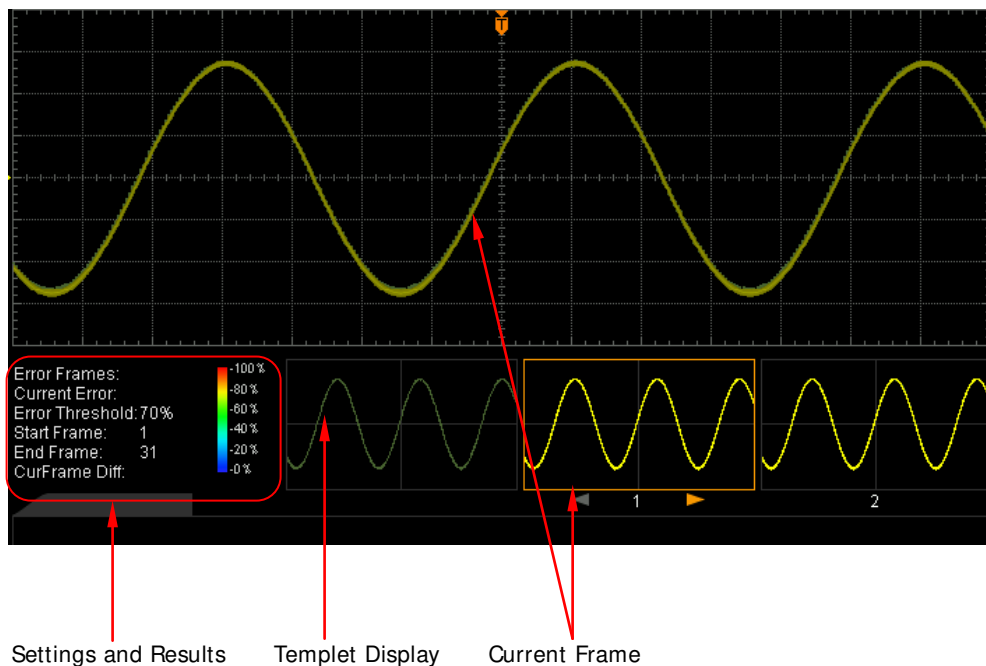 T
Error Frames:
Current Error:
Error Threshold: 70%
Start Frame: 1
End Frame: 31
CurFrame Diff:
-100%
-80%
-60%
-40%
-20%
-0%
1
2
Settings and Results
Templet Display
Current Frame